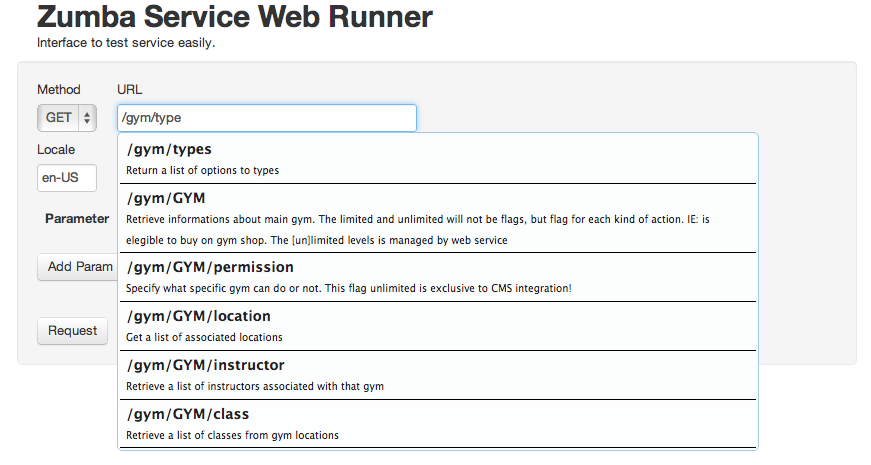 Zumba Service Web Runner
Interface to test service easily.
Method URL
GET /gym/type
Locale
en-US
Parameter
Add Param
Request
/gym/types
Return a list of options to types
/gym/GYM
Retrieve informations about main gym. The limited and unlimited will not be flags, but flag for each kind of action. IE: is
elegible to buy on gym shop. The [un]limited levels is managed by web service
/gym/GYM/permission
Specify what specific gym can do or not. This flag unlimited is exclusive to CMS integration!
/gym/GYM/location
Get a list of associated locations
/gym/GYM/instructor
Retrieve a list of instructors associated with that gym
/gym/GYM/class
Retrieve a list of classes from gym locations